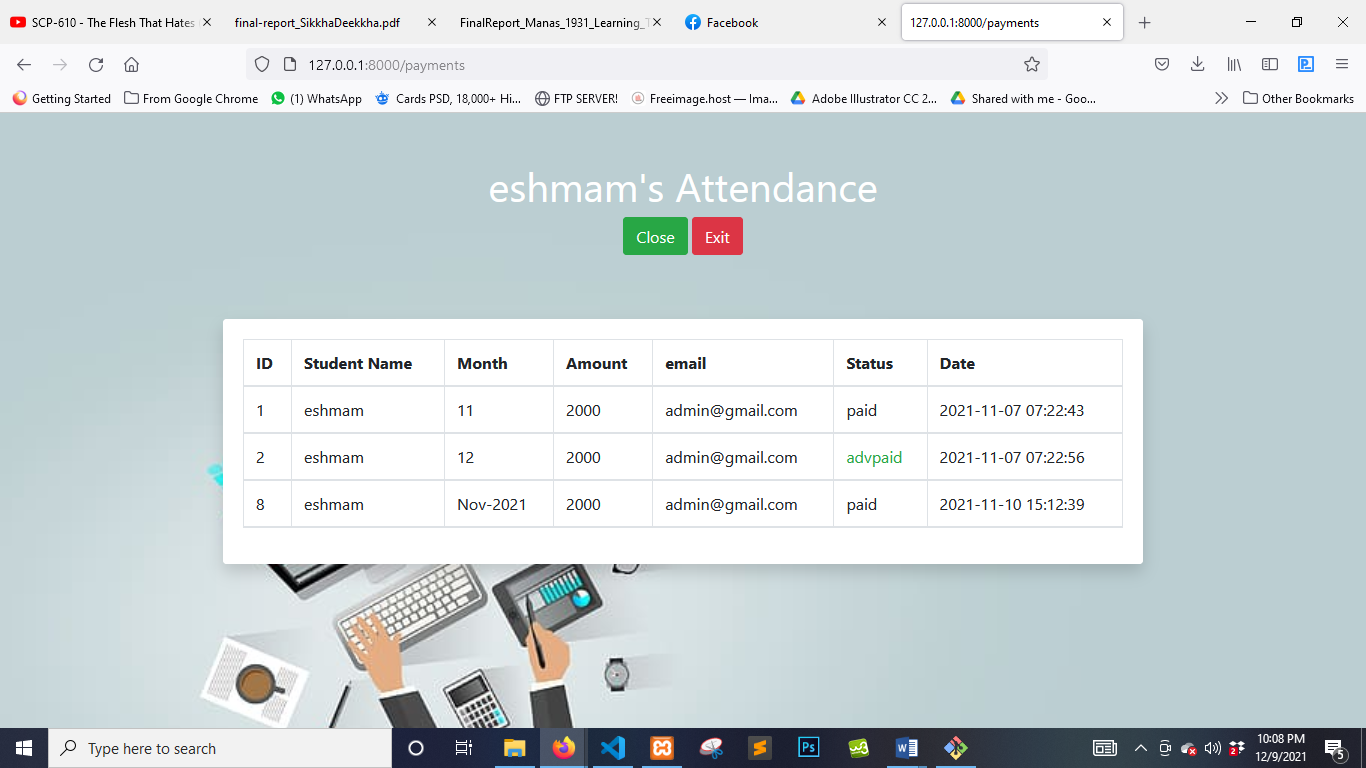 SCP-610 - The Flesh That Hates
final-report_SikkhaDeekkha.pdf
FinalReport_Manas_1931_Learning_
Facebook
127.0.0.1:8000/payments
127.0.0.1:8000/payments
Getting Started
From Google Chrome
(1) WhatsApp
Cards PSD, 18,000+ Hi...
FTP SERVER!
Freeimage.host — Ima...
Adobe Illustrator CC 2...
Shared with me - Goo...
Other Bookmarks
eshmam's Attendance
Close Exit
ID Student Name Month Amount email Status Date
1 eshmam 11 2000 admin@gmail.com paid 2021-11-07 07:22:43
2 eshmam 12 2000 admin@gmail.com advpaid 2021-11-07 07:22:56
8 eshmam Nov-2021 2000 admin@gmail.com paid 2021-11-10 15:12:39
Type here to search
Ps
10:08 PM
12/9/2021
5